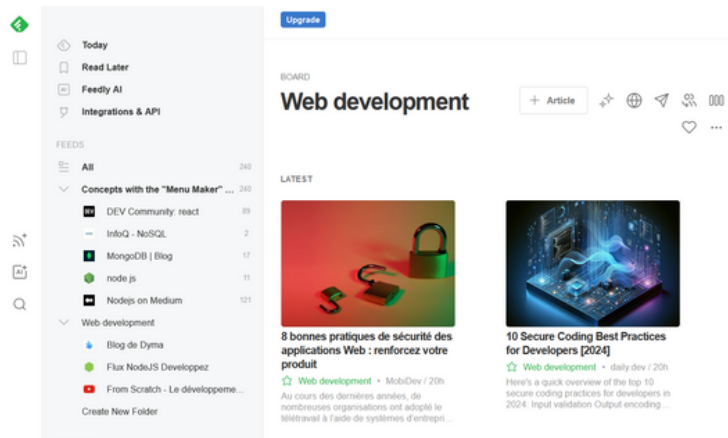 Upgrade
Today
Read Later
Feedly AI
Integrations & API
FEEDS
All 240
Concepts with the "Menu Maker" ... 240
DEV Community: react 89
InfoQ - NoSQL 2
MongoDB | Blog 17
node.js 11
Nodejs on Medium 121
Web development
Blog de Dyma
Flux NodeJS Developpez
From Scratch - Le développeme...
Create New Folder
BOARD
Web development
+ Article
LATEST
8 bonnes pratiques de sécurité des
applications Web : renforcez votre
produit
Web development • MobiDev / 20h
Au cours des dernières années, de
nombreuses organisations ont adopté le
télétravail à l'aide de systèmes d'entrepri...
10 Secure Coding Best Practices
for Developers [2024]
Web development • daily.dev / 20h
Here's a quick overview of the top 10
secure coding practices for developers in
2024: Input validation Output encoding...